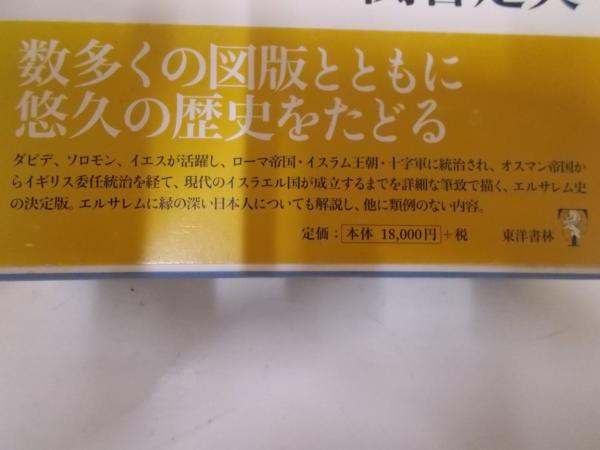 数多くの図版とともに
悠久の歴史をたどる
ダビデ、ソロモン、イエスが活躍し、ローマ帝国・イスラム王朝・十字軍に統治され、オスマン帝国か
らイギリス委任統治を経て、現代のイスラエル国が成立するまでを詳細な筆致で描く、エルサレム史
の決定版。エルサレムに縁の深い日本人についても解説し、他に類例のない内容。
定価：本体 18,000円＋税 東洋書林